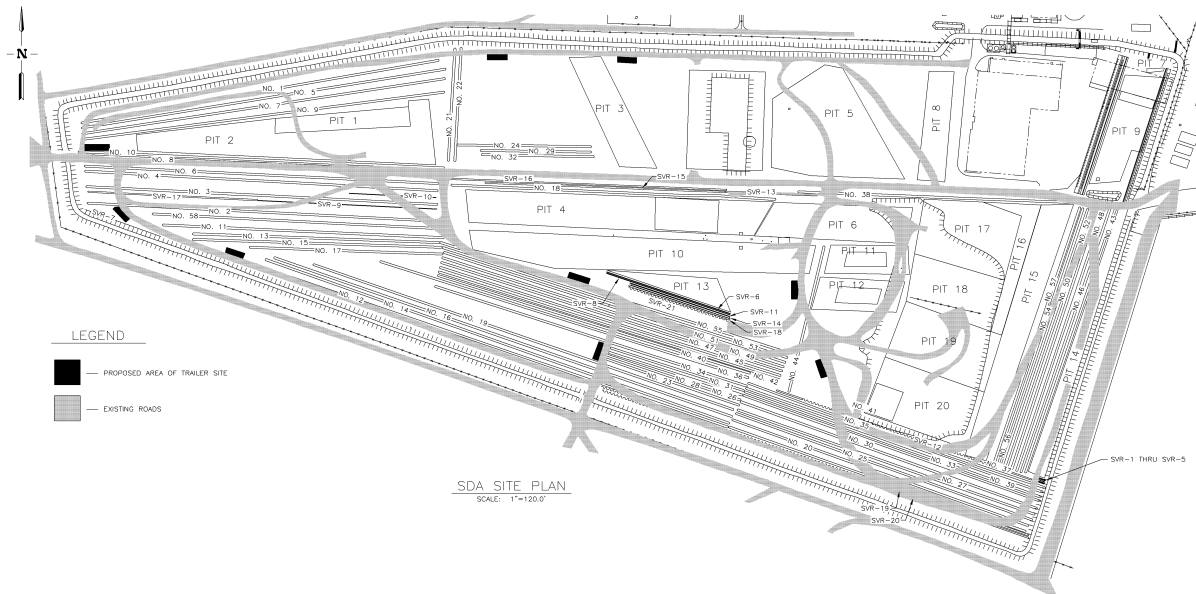 N
NO. 1
NO. 5
NO. 7
NO. 9
PIT 1
PIT 2
NO. 10
NO. 8
NO. 6
NO. 4
NO. 3
SVR-17
SVR-9
SVR-10
NO. 2
NO. 58
NO. 11
NO. 13
NO. 15
NO. 17
NO. 12
NO. 14
NO. 16
NO. 19
NO. 21
NO. 22
NO. 24
NO. 29
NO. 32
PIT 3
PIT 5
PIT 8
PIT 9
SVR-16
SVR-15
NO. 18
SVR-13
NO. 38
PIT 4
PIT 6
PIT 10
PIT 11
PIT 12
PIT 13
PIT 17
PIT 16
PIT 15
PIT 18
PIT 19
PIT 20
PIT 14
SVR-8
SVR-21
SVR-6
SVR-11
SVR-14
SVR-18
NO. 55
NO. 53
NO. 51
NO. 49
NO. 47
NO. 45
NO. 40
NO. 42
NO. 36
NO. 34
NO. 31
NO. 28
NO. 26
NO. 23
NO. 44
NO. 41
NO. 35
SVR-12
NO. 30
NO. 33
NO. 37
NO. 39
NO. 20
NO. 25
NO. 27
NO. 52
NO. 48
NO. 43
NO. 57
NO. 50
NO. 54
NO. 46
NO. 56
SVR-1 THRU SVR-5
SVR-19
SVR-20
LEGEND
PROPOSED AREA OF TRAILER SITE
EXISTING ROADS
SDA SITE PLAN
SCALE: 1"=120.0'